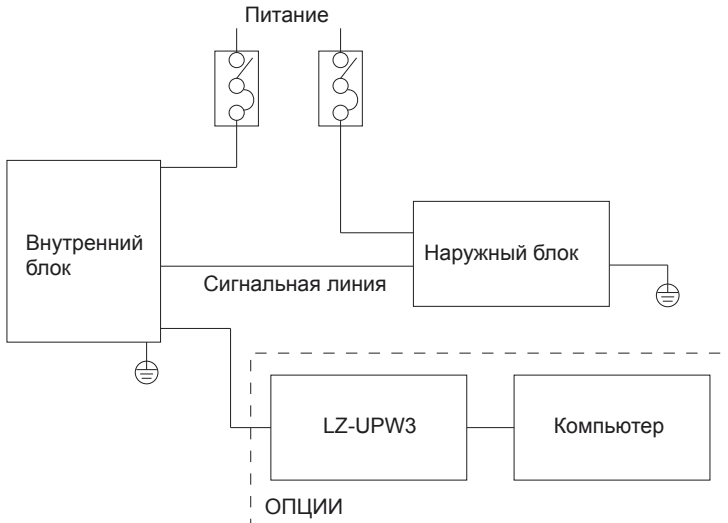 Питание
Внутренний
блок
Наружный блок
Сигнальная линия
LZ-UPW3
Компьютер
ОПЦИИ